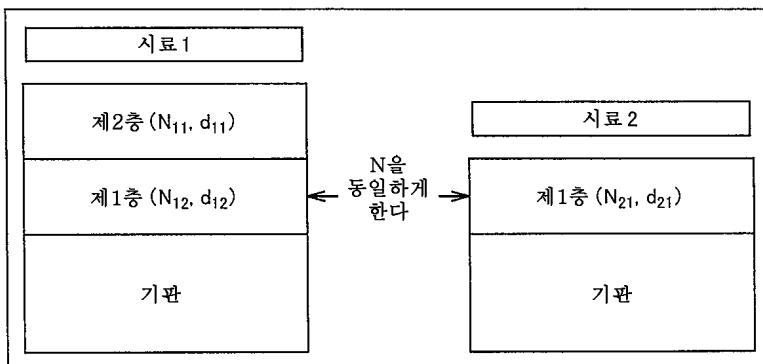 시료1
제2층 (N₁₁, d₁₁)
제1층 (N₁₂, d₁₂)
기판
N을
동일하게
한다
시료2
제1층 (N₂₁, d₂₁)
기판